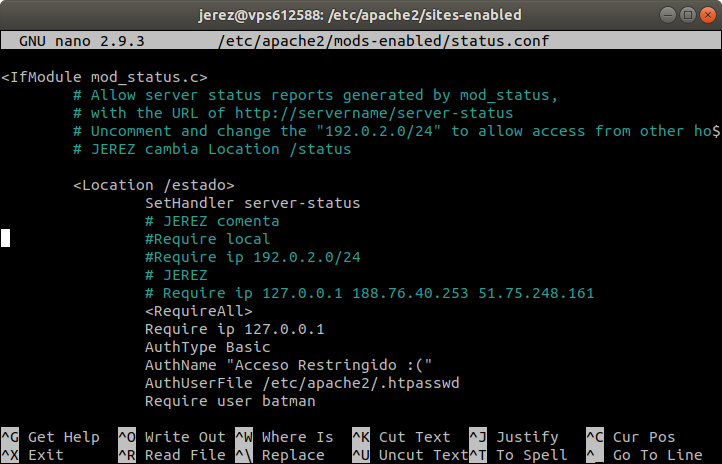 jerez@vps612588: /etc/apache2/sites-enabled
GNU nano 2.9.3 /etc/apache2/mods-enabled/status.conf
<IfModule mod_status.c>
# Allow server status reports generated by mod_status,
# with the URL of http://servername/server-status
# Uncomment and change the "192.0.2.0/24" to allow access from other ho$
# JEREZ cambia Location /status
<Location /estado>
SetHandler server-status
# JEREZ comenta
#Require local
#Require ip 192.0.2.0/24
# JEREZ
# Require ip 127.0.0.1 188.76.40.253 51.75.248.161
<RequireAll>
Require ip 127.0.0.1
AuthType Basic
AuthName "Acceso Restringido :("
AuthUserFile /etc/apache2/.htpasswd
Require user batman
^G Get Help ^O Write Out ^W Where Is ^K Cut Text ^J Justify ^C Cur Pos
^X Exit ^R Read File ^\ Replace ^U Uncut Text ^T To Spell ^_ Go To Line